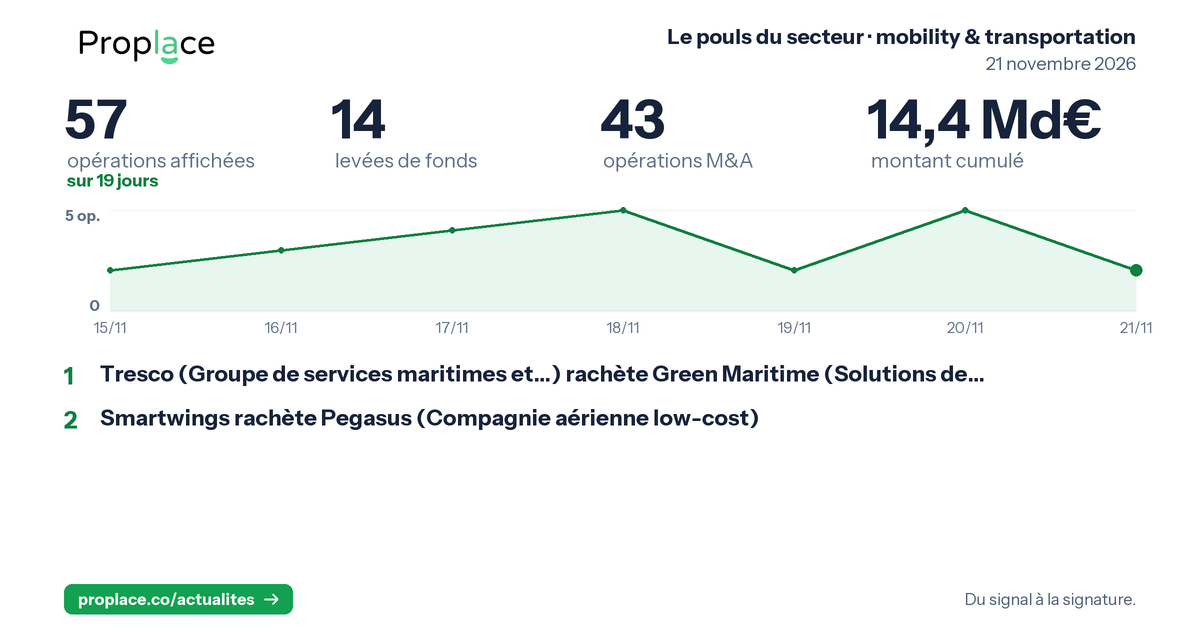 Proplace
Le pouls du secteur · mobility & transportation
21 novembre 2026
57
opérations affichées
sur 19 jours
14
levées de fonds
43
opérations M&A
14,4 Md€
montant cumulé
5 op.
0
15/11 16/11 17/11 18/11 19/11 20/11 21/11
1 Tresco (Groupe de services maritimes et...) rachète Green Maritime (Solutions de...
2 Smartwings rachète Pegasus (Compagnie aérienne low-cost)
proplace.co/actualites →
Du signal à la signature.